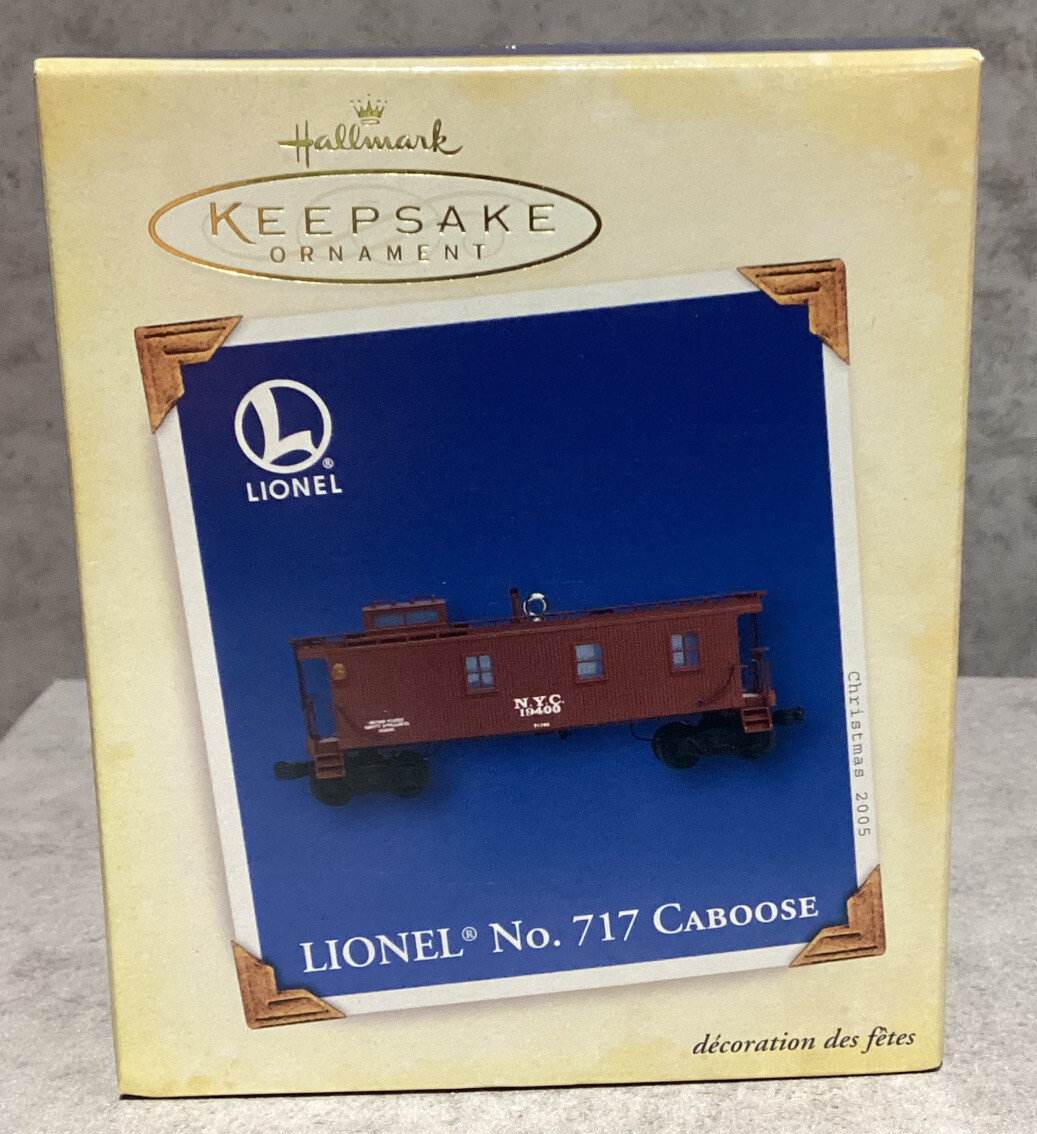 Hallmark
KEEPSAKE
ORNAMENT
L®
LIONEL
N.Y.C.
19400
Christmas 2005
LIONEL® No. 717 CABOOSE
décoration des fêtes